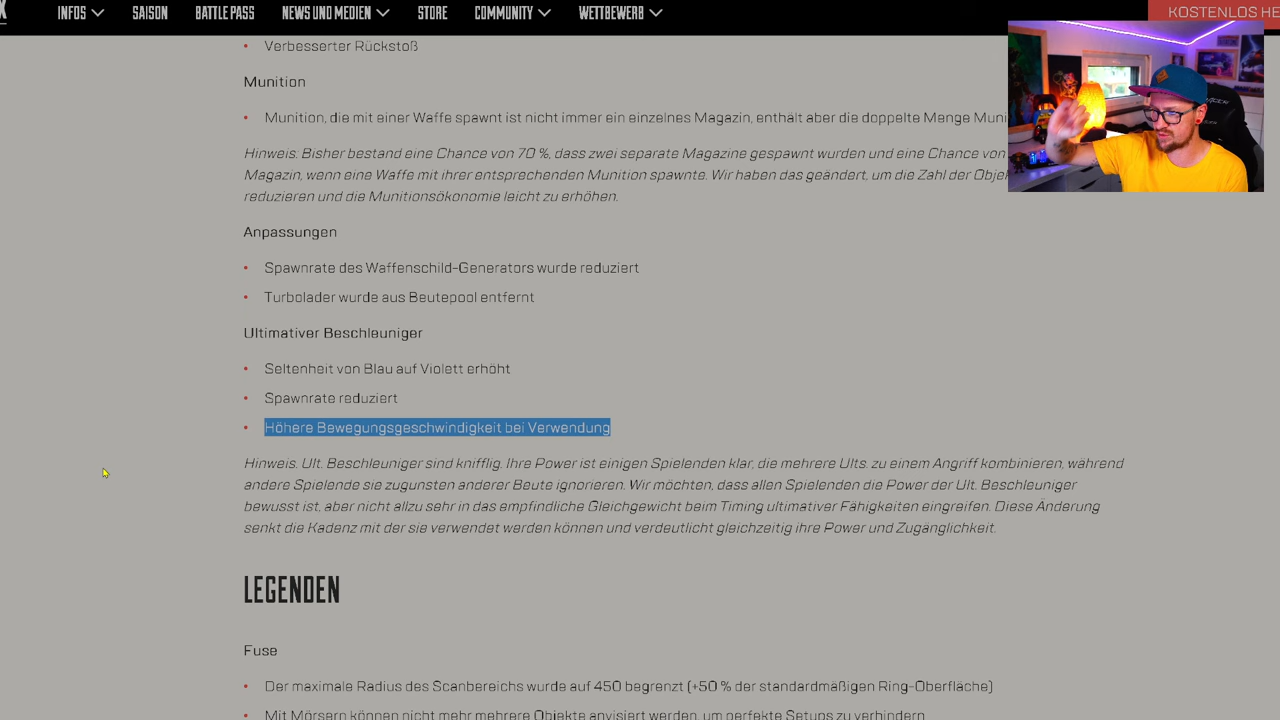 INFOS SAISON BATTLE PASS NEWS UND MEDIEN STORE COMMUNITY WETTBEWERB KOSTENLOS HE
• Verbesserter Rückstoß
Munition
• Munition, die mit einer Waffe spawnt ist nicht immer ein einzelnes Magazin, enthält aber die doppelte Menge Muni
Hinweis: Bisher bestand eine Chance von 70 %, dass zwei separate Magazine gespawnt wurden und eine Chance von
Magazin, wenn eine Waffe mit ihrer entsprechenden Munition spawnte. Wir haben das geändert, um die Zahl der Obje
reduzieren und die Munitionsökonomie leicht zu erhöhen.
Anpassungen
• Spawnrate des Waffenschild-Generators wurde reduziert
• Turbolader wurde aus Beutepool entfernt
Ultimativer Beschleuniger
• Seltenheit von Blau auf Violett erhöht
• Spawnrate reduziert
• Höhere Bewegungsgeschwindigkeit bei Verwendung
Hinweis: Ult. Beschleuniger sind knifflig. Ihre Power ist einigen Spielenden klar, die mehrere Ults. zu einem Angriff kombinieren, während
andere Spielende sie zugunsten anderer Beute ignorieren. Wir möchten, dass allen Spielenden die Power der Ult. Beschleuniger
bewusst ist, aber nicht allzu sehr in das empfindliche Gleichgewicht beim Timing ultimativer Fähigkeiten eingreifen. Diese Änderung
senkt die Kadenz mit der sie verwendet werden können und verdeutlicht gleichzeitig ihre Power und Zugänglichkeit.
LEGENDEN
Fuse
• Der maximale Radius des Scanbereichs wurde auf 450 begrenzt (+50 % der standardmäßigen Ring-Oberfläche)
• Mit Mörsern können nicht mehr mehrere Objekte anvisiert werden, um perfekte Setups zu verhindern